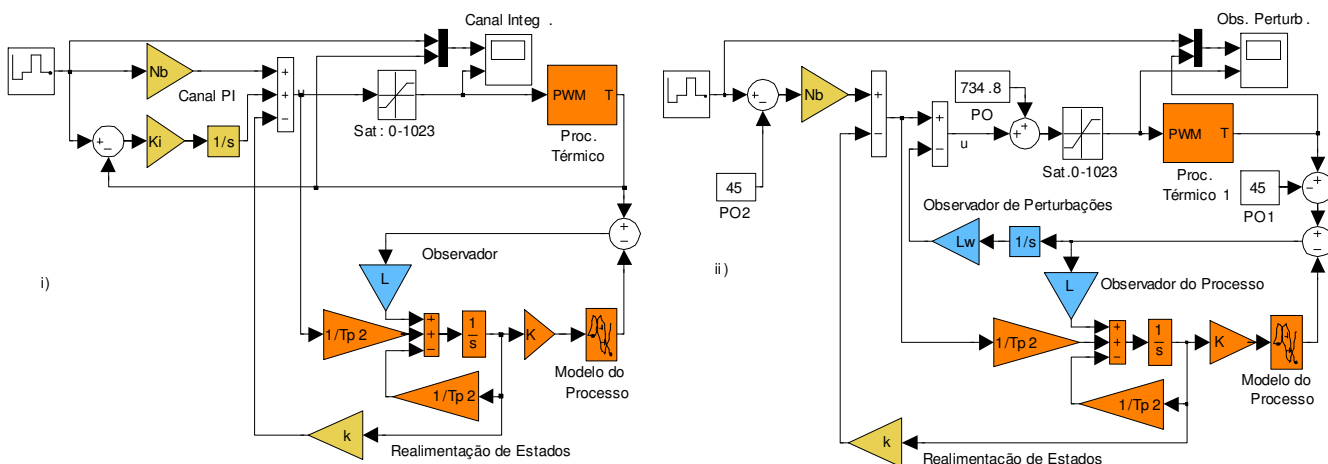 Canal Integ .
Nb
Canal PI
+
+
−
u
Sat : 0-1023
PWM T
Proc.
Térmico
+
−
Ki
1/s
+
−
Observador
L
i )
1/Tp 2
+
+
−
1
s
K
Modelo do
Processo
1/Tp 2
k
Realimentação de Estados
Obs. Perturb .
+
−
Nb
+
−
734 .8
PO
+
−
u
+
+
Sat.0-1023
PWM T
Proc.
Térmico 1
45
PO2
45
PO1
+
−
Observador de Perturbações
Lw
1/s
+
−
ii )
L
Observador do Processo
1/Tp 2
+
+
−
1
s
K
Modelo do
Processo
1/Tp 2
k
Realimentação de Estados